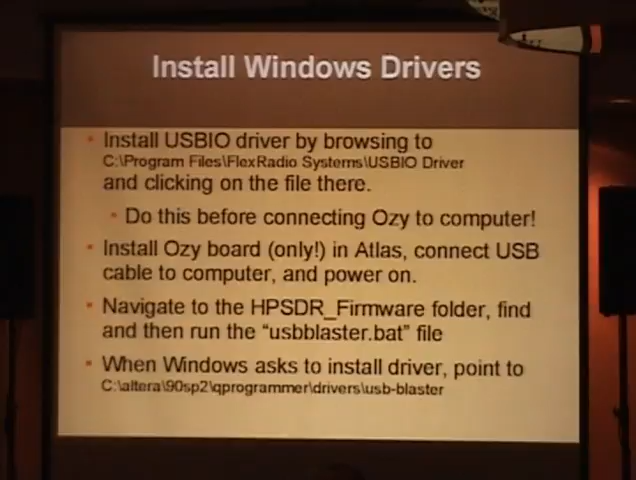 Install Windows Drivers
• Install USBIO driver by browsing to
C:\Program Files\FlexRadio Systems\USBIO Driver
and clicking on the file there.
• Do this before connecting Ozy to computer!
• Install Ozy board (only!) in Atlas, connect USB
cable to computer, and power on.
• Navigate to the HPSDR_Firmware folder, find
and then run the “usbblaster.bat” file
• When Windows asks to install driver, point to
C:\altera\90sp2\qprogrammer\drivers\usb-blaster